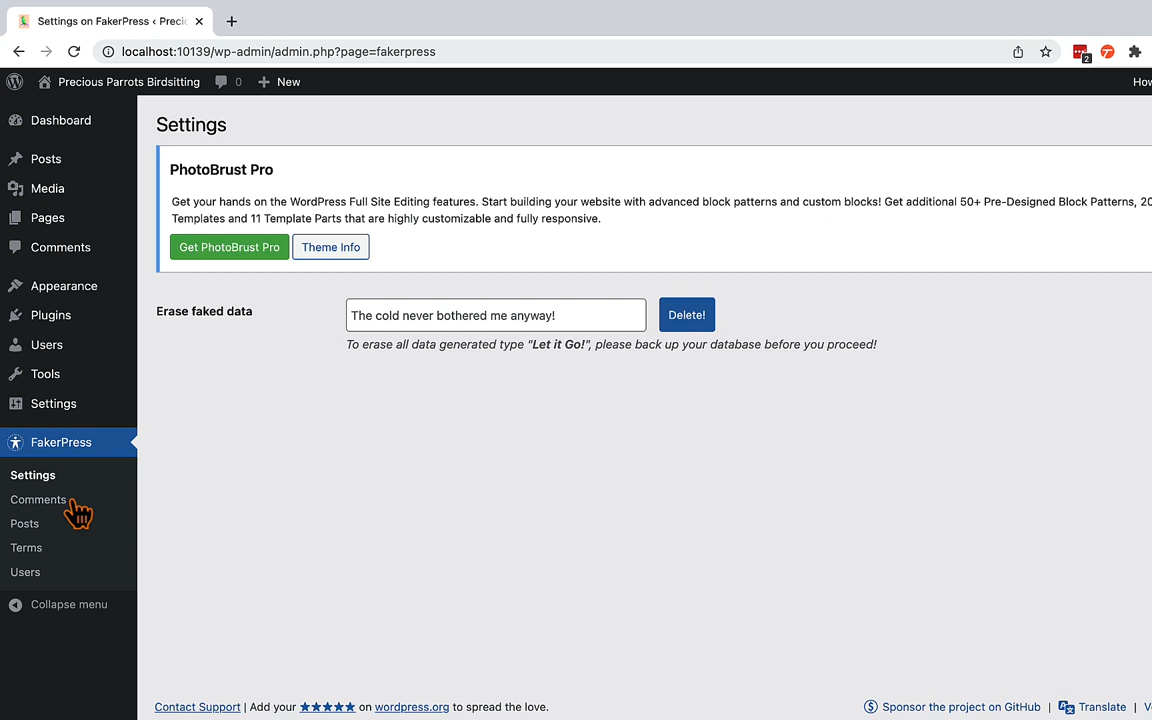 Settings on FakerPress ‹ Precio
localhost:10139/wp-admin/admin.php?page=fakerpress
2
Precious Parrots Birdsitting
0
New
Dashboard
Posts
Media
Pages
Comments
Appearance
Plugins
Users
Tools
Settings
FakerPress
Settings
Comments
Posts
Terms
Users
Collapse menu
Settings
PhotoBrust Pro
Get your hands on the WordPress Full Site Editing features. Start building your website with advanced block patterns and custom blocks! Get additional 50+ Pre-Designed Block Patterns, 20
Templates and 11 Template Parts that are highly customizable and fully responsive.
Get PhotoBrust Pro
Theme Info
Erase faked data
The cold never bothered me anyway!
Delete!
To erase all data generated type "Let it Go!", please back up your database before you proceed!
Contact Support | Add your ★★★★★ on wordpress.org to spread the love.
Sponsor the project on GitHub | Translate |